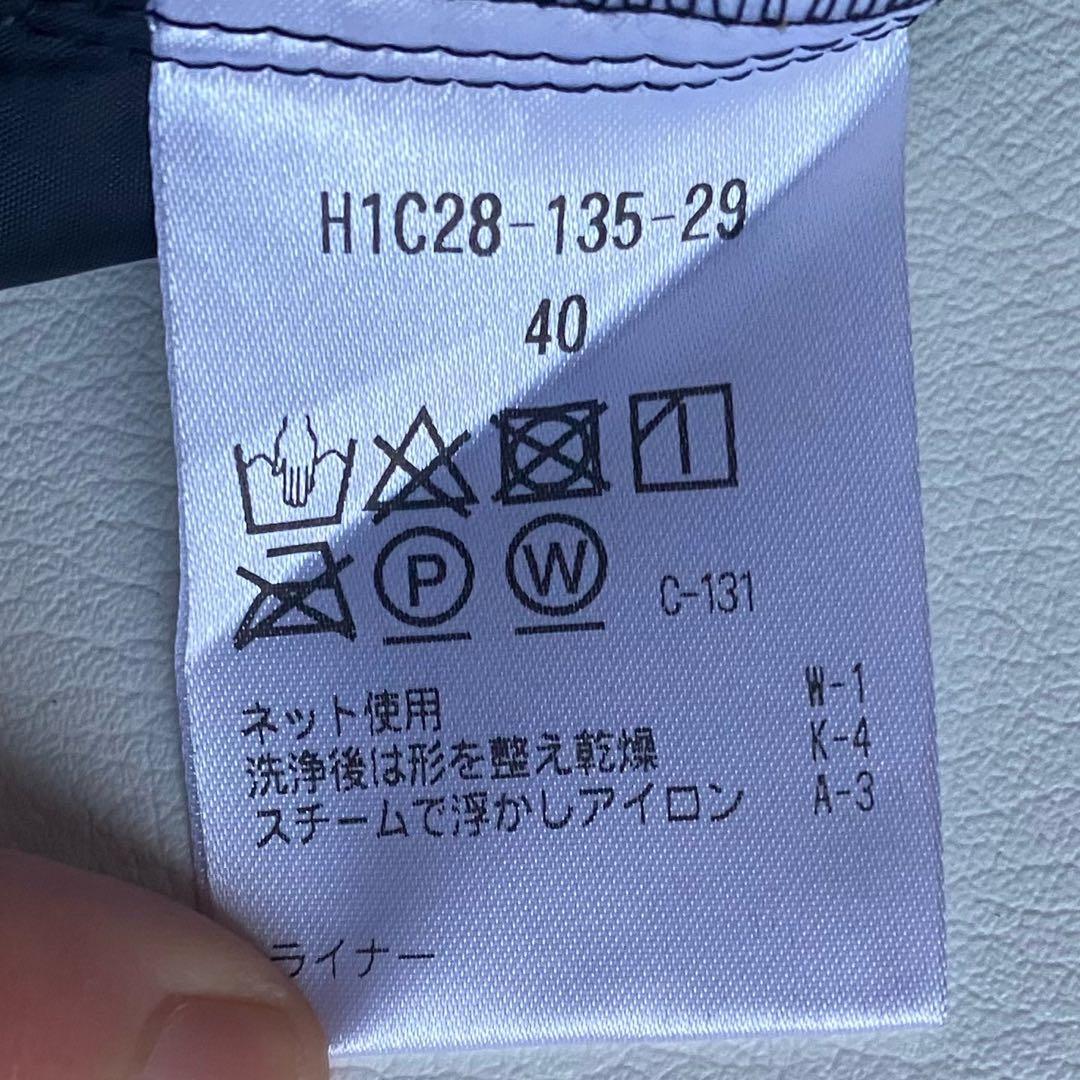 H1C28-135-29
40
P W C-131
ネット使用 W-1
洗浄後は形を整え乾燥 K-4
スチームで浮かしアイロン A-3
ライナー